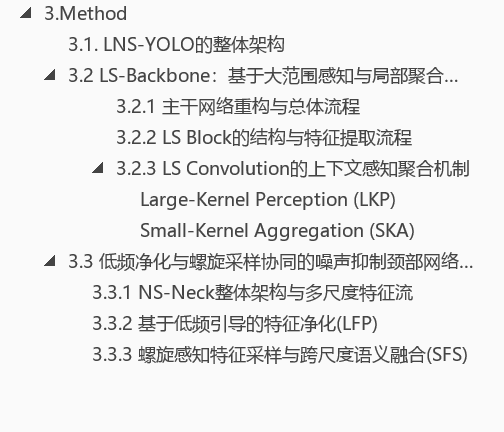 3.Method
3.1. LNS-YOLO的整体架构
3.2 LS-Backbone：基于大范围感知与局部聚合...
3.2.1 主干网络重构与总体流程
3.2.2 LS Block的结构与特征提取流程
3.2.3 LS Convolution的上下文感知聚合机制
Large-Kernel Perception (LKP)
Small-Kernel Aggregation (SKA)
3.3 低频净化与螺旋采样协同的噪声抑制颈部网络...
3.3.1 NS-Neck整体架构与多尺度特征流
3.3.2 基于低频引导的特征净化(LFP)
3.3.3 螺旋感知特征采样与跨尺度语义融合(SFS)